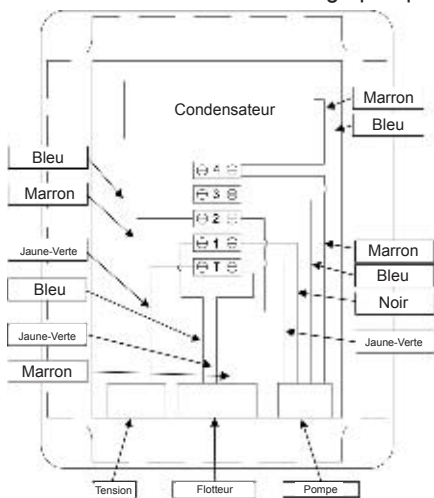 Condensateur
Marron
Bleu
Bleu
Marron
Jaune-Verte
Bleu
Jaune-Verte
Marron
4
3
2
1
T
Marron
Bleu
Noir
Jaune-Verte
Tension
Flotteur
Pompe